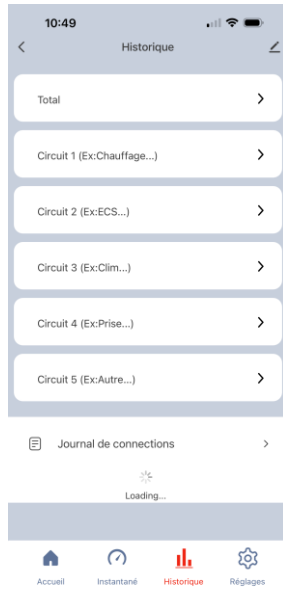 10:49
Historique
Total
Circuit 1 (Ex:Chauffage...)
Circuit 2 (Ex:ECS...)
Circuit 3 (Ex:Clim...)
Circuit 4 (Ex:Prise...)
Circuit 5 (Ex:Autre...)
Journal de connections
Loading...
Accueil Instantané Historique Réglages